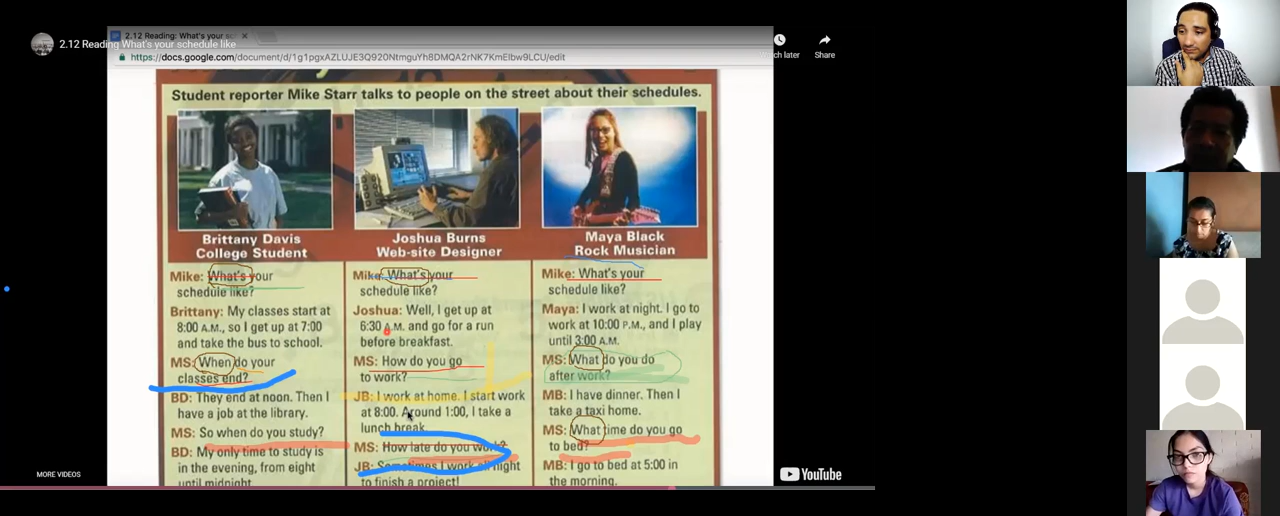 2.12 Reading: What's your sc
2.12 Reading What's your schedule like
https://docs.google.com/document/d/1g1pgxAZLUJE3Q920NtmguYh8DMQA2rNK7KmElbw9LCU/edit
ch later
Share
Student reporter Mike Starr talks to people on the street about their schedules.
Brittany Davis
College Student
Mike: What's your
schedule like?
Brittany: My classes start at
8:00 A.M., so I get up at 7:00
and take the bus to school.
MS: When do your
classes end?
BD: They end at noon. Then I
have a job at the library.
MS: So when do you study?
BD: My only time to study is
in the evening, from eight
until midnight.
Joshua Burns
Web-site Designer
Mike: What's your
schedule like?
Joshua: Well, I get up at
6:30 A.M. and go for a run
before breakfast.
MS: How do you go
to work?
JB: I work at home. I start work
at 8:00. Around 1:00, I take a
lunch break.
MS: How late do you work?
JB: Sometimes I work all night
to finish a project!
Maya Black
Rock Musician
Mike: What's your
schedule like?
Maya: I work at night. I go to
work at 10:00 P.M., and I play
until 3:00 A.M.
MS: What do you do
after work?
MB: I have dinner. Then I
take a taxi home.
MS: What time do you go
to bed?
MB: I go to bed at 5:00 in
the morning.
MORE VIDEOS
YouTube